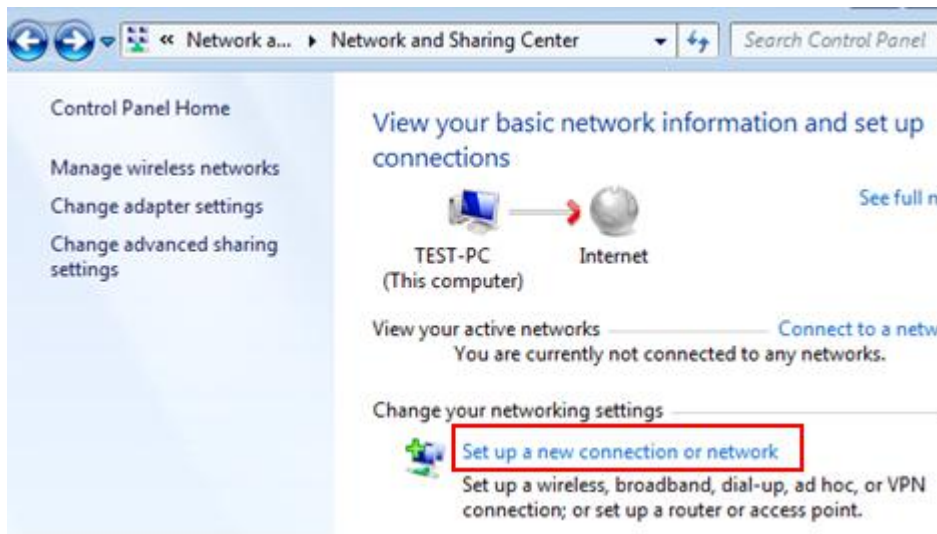 « Network a... ▸ Network and Sharing Center
Search Control Panel
Control Panel Home
Manage wireless networks
Change adapter settings
Change advanced sharing
settings
View your basic network information and set up
connections
See full
TEST-PC
(This computer)
Internet
View your active networks
Connect to a
You are currently not connected to any networks.
Change your networking settings
Set up a new connection or network
Set up a wireless, broadband, dial-up, ad hoc, or VPN
connection; or set up a router or access point.